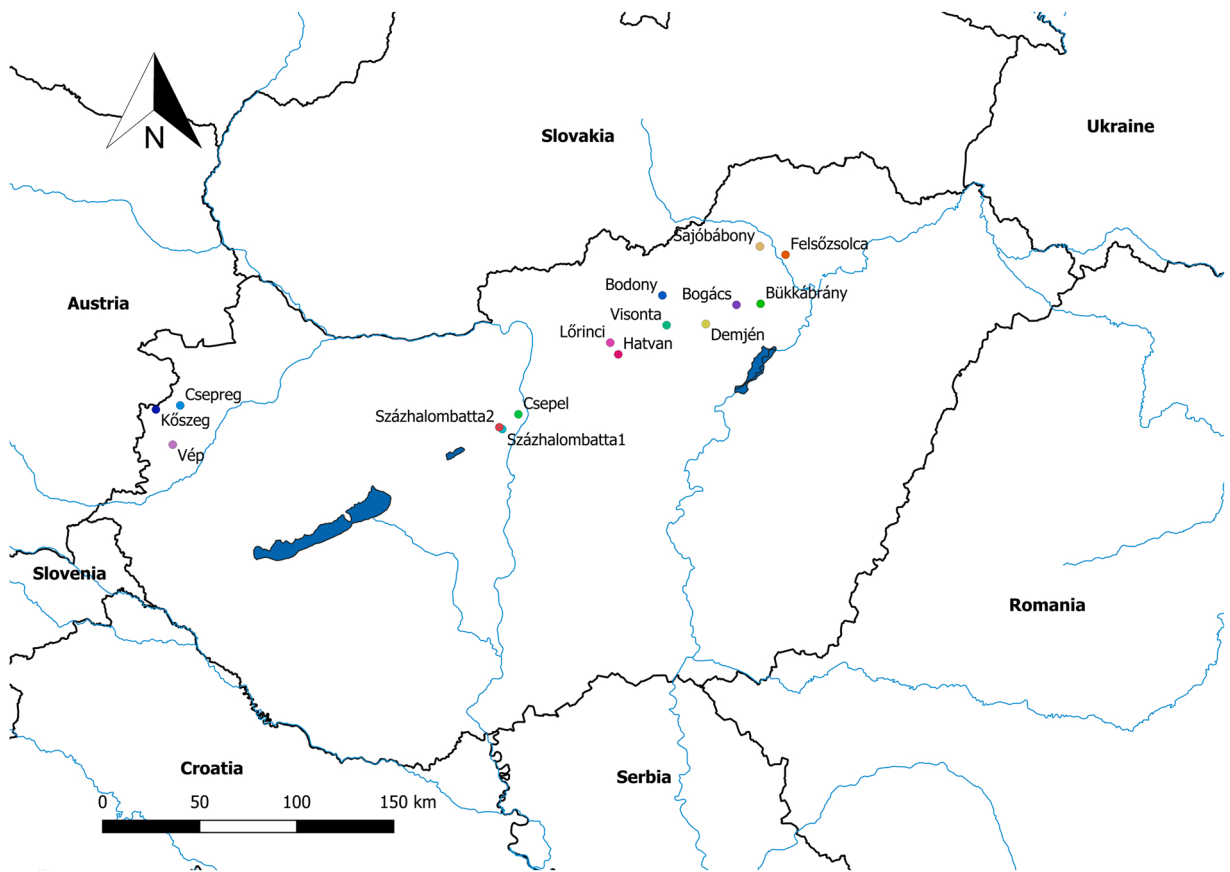 Slovakia
Ukraine
N
Sajóbábony
Felsőzsolca
Austria
Bodony
Bogács
Bükkábrány
Visonta
Lőrinci
Demjén
Hatvan
Csepreg
Kőszeg
Csepel
Százhalombatta2
Százhalombatta1
Vép
Slovenia
Romania
Croatia
Serbia
0 50 100 150 km